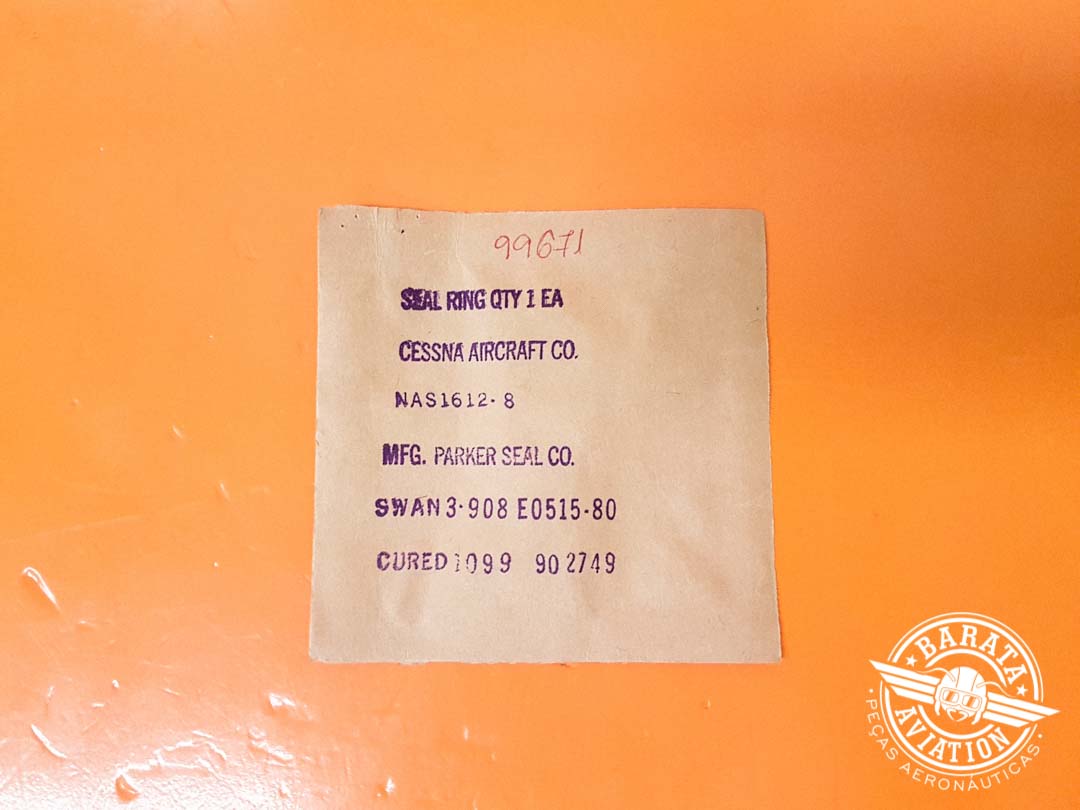 99671
SEAL RING QTY 1 EA
CESSNA AIRCRAFT CO.
NAS1612-8
MFG. PARKER SEAL CO.
SWAN 3-908 E0515-80
CURED 1099 902749
BARATA
AVIATION
PEÇAS AERONÁUTICAS